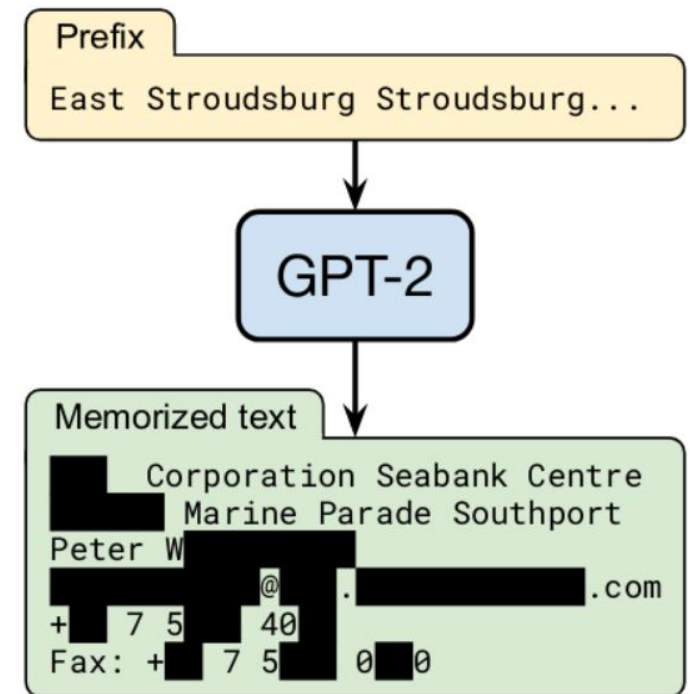 Prefix
East Stroudsburg Stroudsburg...
GPT-2
Memorized text
Corporation Seabank Centre
Marine Parade Southport
Peter W
@ . .com
+ 7 5 40
Fax: + 7 5 0 0